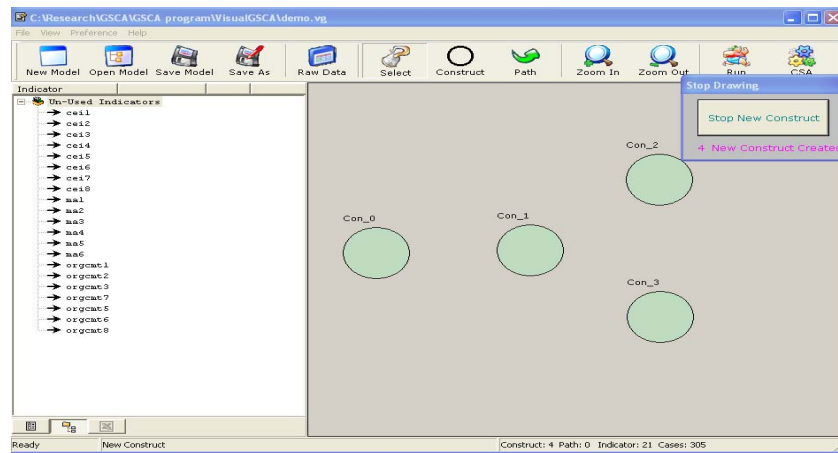 C:\Research\GSCA\GSCA program\VisualGSCA\demo.vg
File View Preference Help
New Model Open Model Save Model Save As Raw Data Select Construct Path Zoom In Zoom Out Run CSA
Stop Drawing
Stop New Construct
4 New Construct Created
Indicator
Un-Used Indicators
cei1
cei2
cei3
cei4
cei5
cei6
cei7
cei8
ma1
ma2
ma3
ma4
ma5
ma6
orgcmt1
orgcmt2
orgcmt3
orgcmt7
orgcmt5
orgcmt6
orgcmt8
Con_0
Con_1
Con_2
Con_3
Ready New Construct Construct: 4 Path: 0 Indicator: 21 Cases: 305